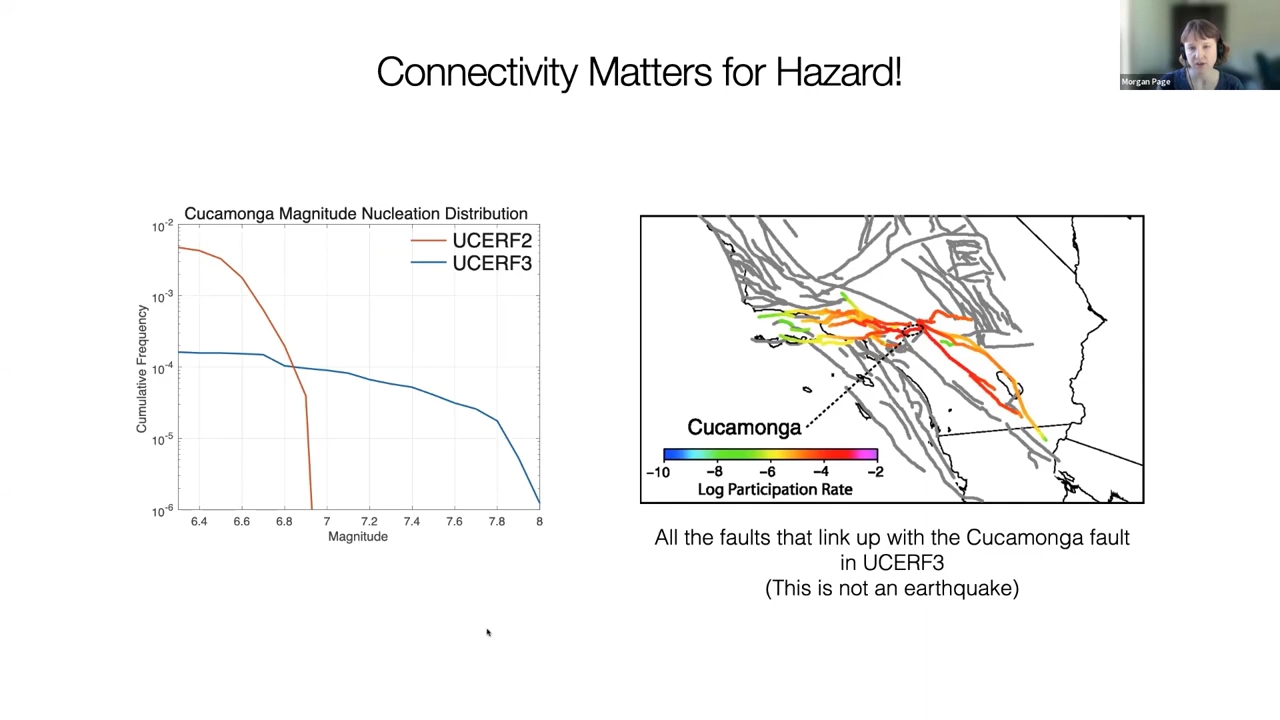 Connectivity Matters for Hazard!
Morgan Page
Cucamonga Magnitude Nucleation Distribution
UCERF2
UCERF3
10-2
10-3
10-4
10-5
10-6
Cumulative Frequency
6.4 6.6 6.8 7 7.2 7.4 7.6 7.8 8
Magnitude
Cucamonga
−10 −8 −6 −4 −2
Log Participation Rate
All the faults that link up with the Cucamonga fault
in UCERF3
(This is not an earthquake)